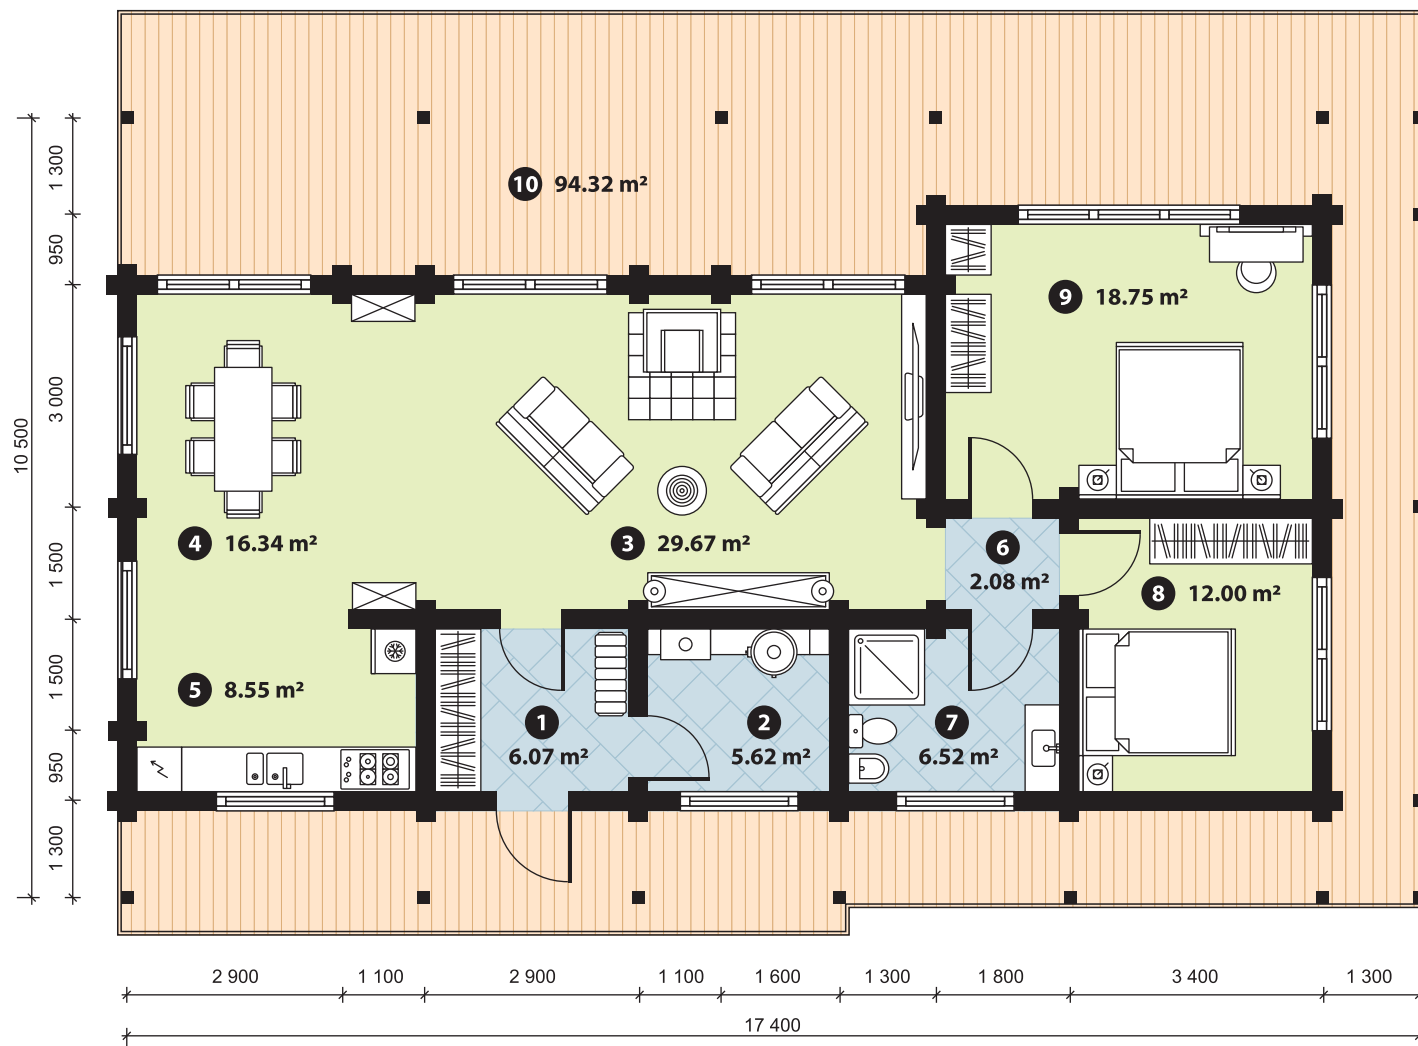 10 94.32 m²
9 18.75 m²
4 16.34 m²
3 29.67 m²
6
2.08 m²
8 12.00 m²
5 8.55 m²
1
6.07 m²
2
5.62 m²
7
6.52 m²
10 500
1 300
950
3 000
1 500
1 500
950
1 300
2 900 1 100 2 900 1 100 1 600 1 300 1 800 3 400 1 300
17 400